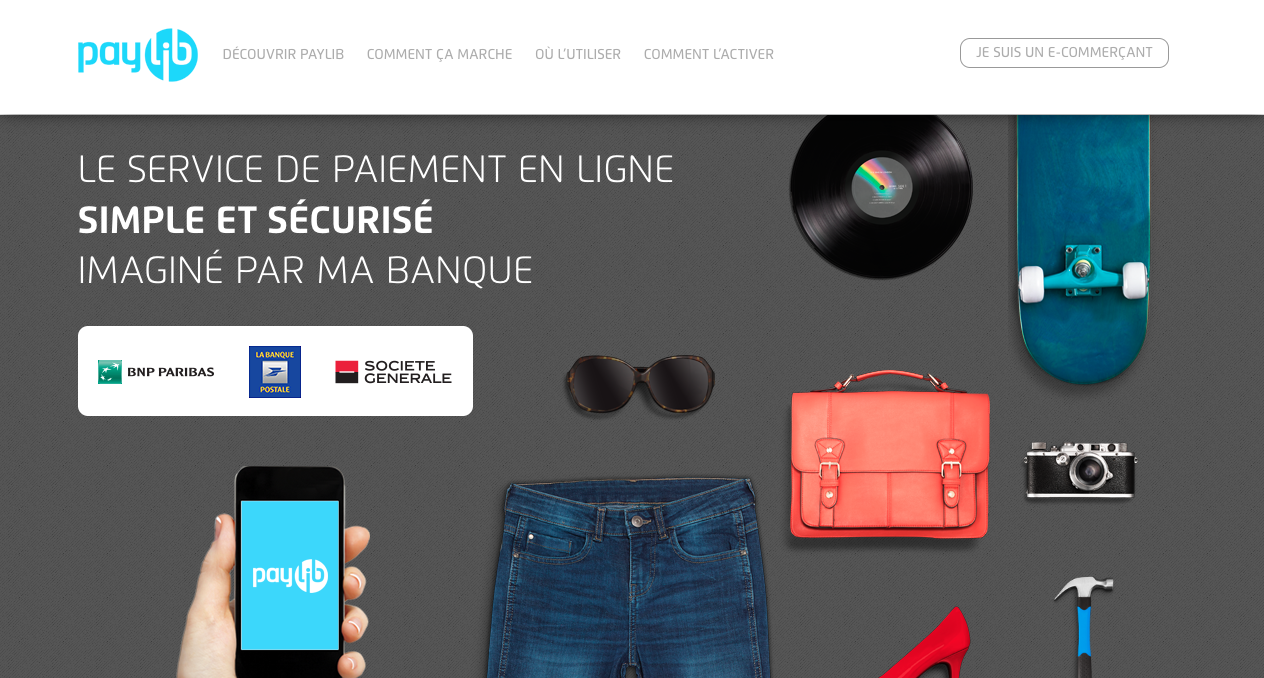 paylib
DÉCOUVRIR PAYLIB
COMMENT ÇA MARCHE
OÙ L'UTILISER
COMMENT L'ACTIVER
JE SUIS UN E-COMMERÇANT
LE SERVICE DE PAIEMENT EN LIGNE
SIMPLE ET SÉCURISÉ
IMAGINÉ PAR MA BANQUE
BNP PARIBAS
LA BANQUE
POSTALE
SOCIETE
GENERALE
paylib